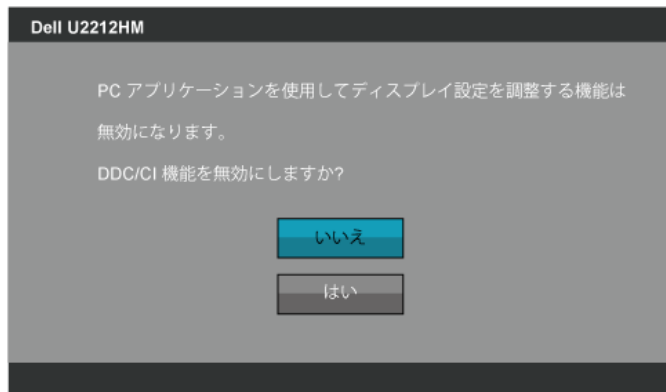 Dell U2212HM
PC アプリケーションを使用してディスプレイ設定を調整する機能は
無効になります。
DDC/CI 機能を無効にしますか?
いいえ
はい